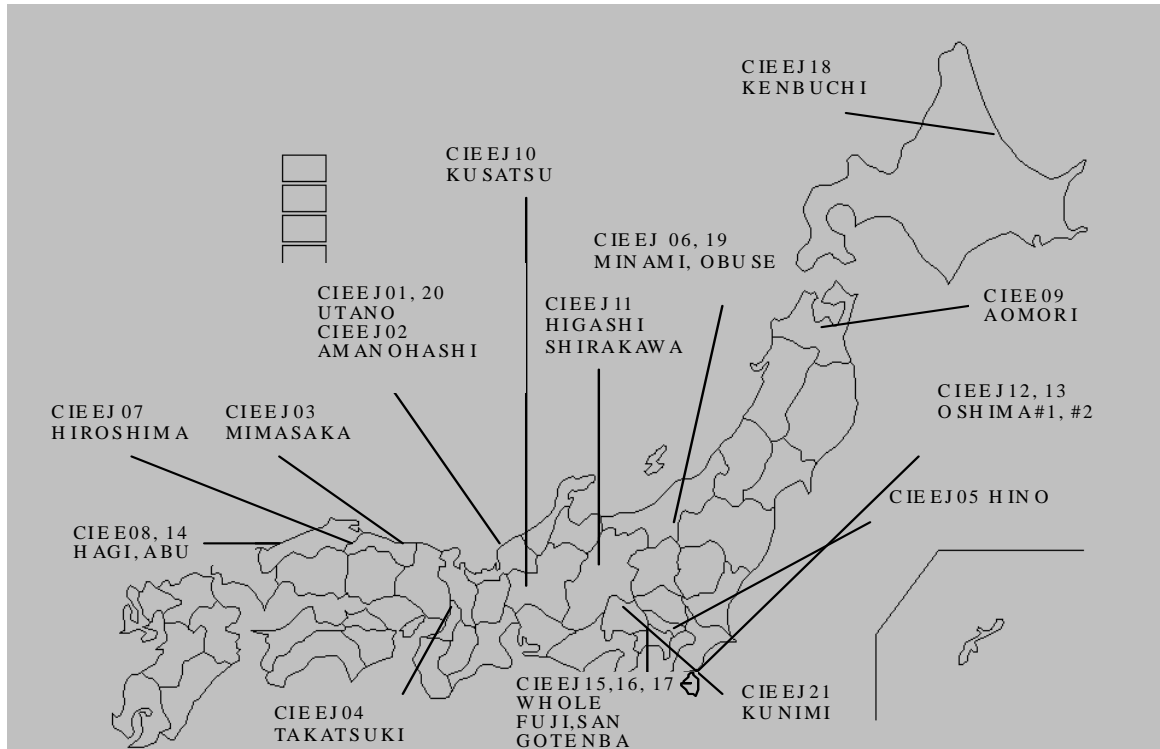 CIEEJ18
KENBUCHI
CIEEJ10
KUSATSU
CIEEJ 06, 19
MINAMI, OBUSE
CIEEJ01, 20
UTANO
CIEEJ02
AMANOHASHI
CIEEJ11
HIGASHI
SHIRAKAWA
CIEE09
AOMORI
CIEEJ12, 13
OSHIMA#1, #2
CIEEJ07
HIROSHIMA
CIEEJ03
MIMASAKA
CIEEJ05 HINO
CIEE08, 14
HAGI, ABU
CIEEJ15,16, 17
WHOLE
FUJI,SAN
GOTENBA
CIEEJ21
KUNIMI
CIEEJ04
TAKATSUKI